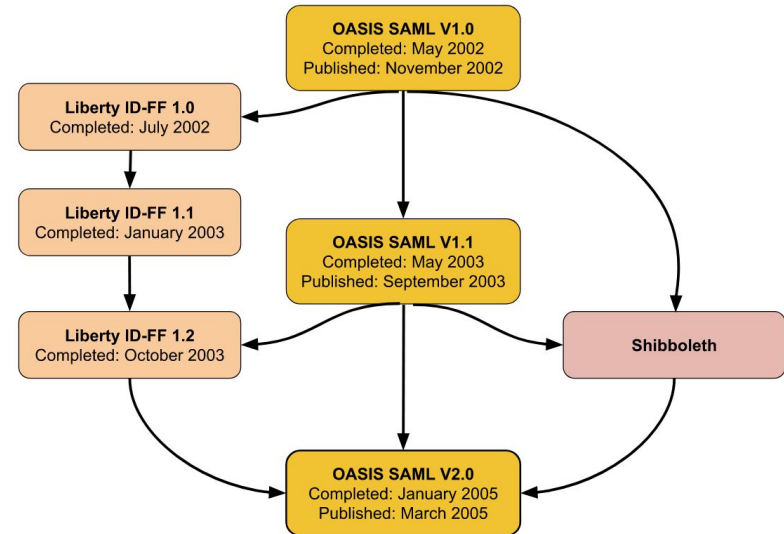 OASIS SAML V1.0
Completed: May 2002
Published: November 2002
Liberty ID-FF 1.0
Completed: July 2002
Liberty ID-FF 1.1
Completed: January 2003
OASIS SAML V1.1
Completed: May 2003
Published: September 2003
Liberty ID-FF 1.2
Completed: October 2003
Shibboleth
OASIS SAML V2.0
Completed: January 2005
Published: March 2005